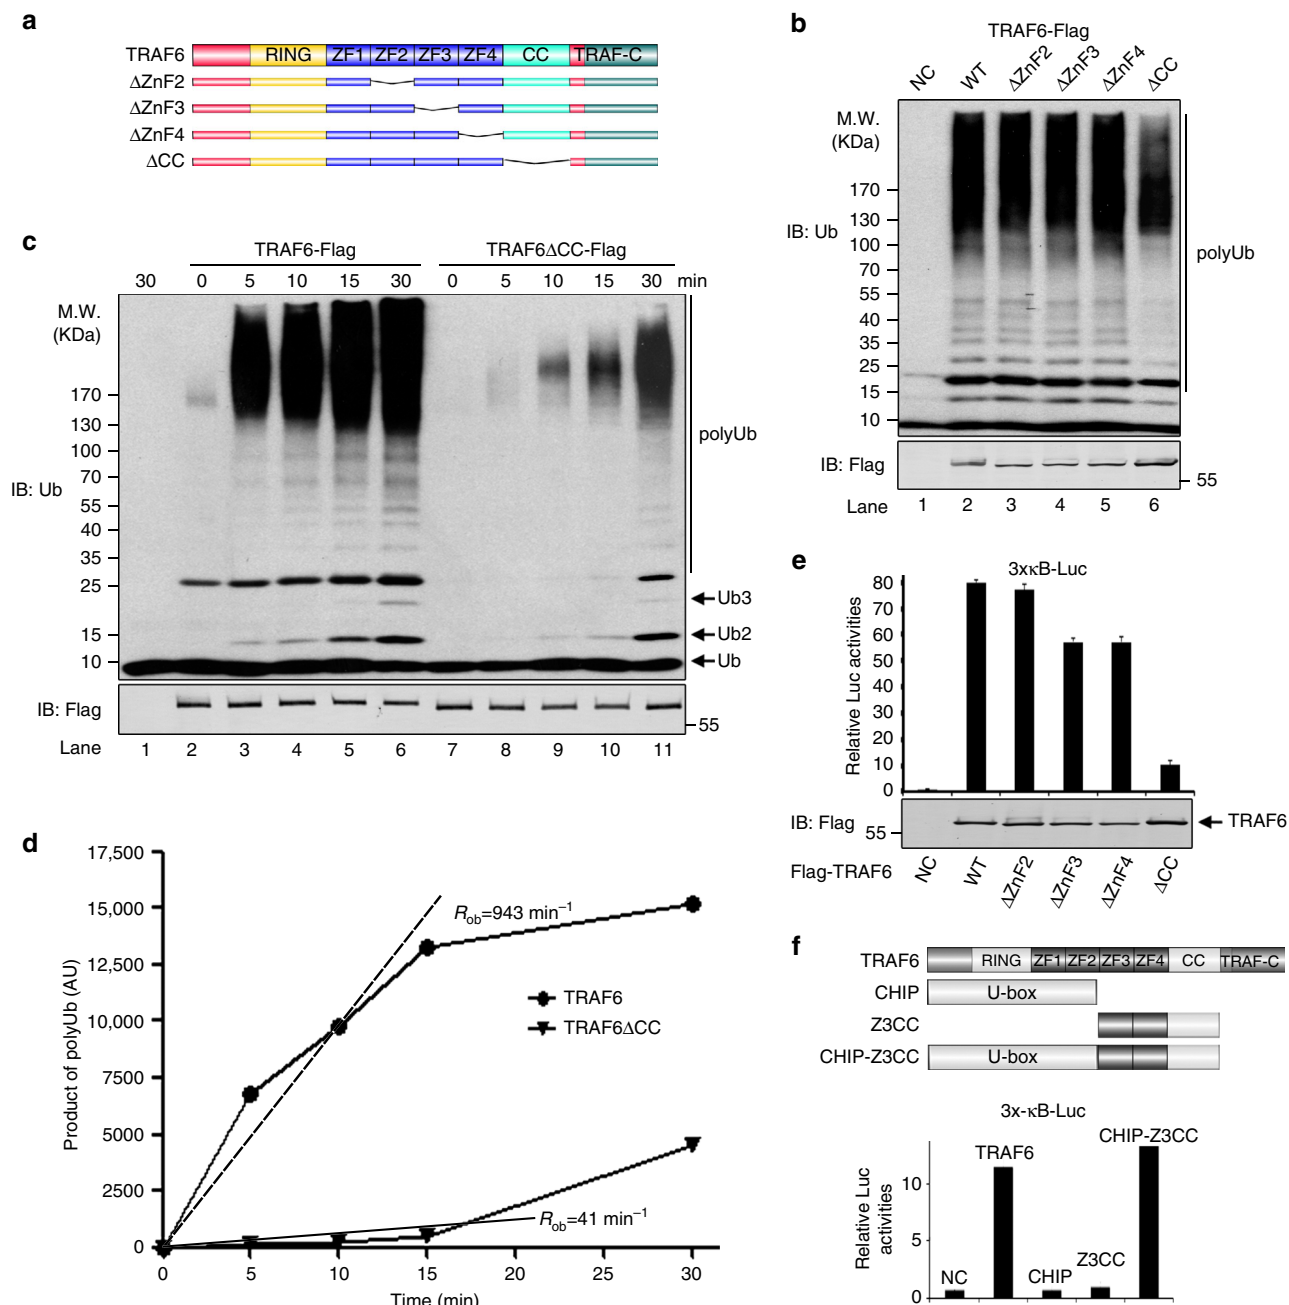 a
TRAF6 RING ZF1 ZF2 ZF3 ZF4 CC TRAF-C
ΔZnF2
ΔZnF3
ΔZnF4
ΔCC
b
TRAF6-Flag
NC WT ΔZnF2 ΔZnF3 ΔZnF4 ΔCC
M.W.
(KDa)
170
130
IB: Ub
100
70
55
40
35
25
15
10
polyUb
IB: Flag
55
Lane 1 2 3 4 5 6
c
TRAF6-Flag TRAF6ΔCC-Flag
30 0 5 10 15 30 0 5 10 15 30 min
M.W.
(KDa)
170
130
100
70
IB: Ub
55
40
35
25
15
10
polyUb
Ub3
Ub2
Ub
IB: Flag
55
Lane 1 2 3 4 5 6 7 8 9 10 11
d
17,500
15,000
12,500
10,000
7500
5000
2500
0
Product of polyUb (AU)
Rob=943 min–1
TRAF6
TRAF6ΔCC
Rob=41 min–1
0 5 10 15 20 25 30
Time (min)
e
3xκB-Luc
80
70
60
50
40
30
20
10
0
Relative Luc activities
IB: Flag
55
TRAF6
Flag-TRAF6
NC WT ΔZnF2 ΔZnF3 ΔZnF4 ΔCC
f
TRAF6 RING ZF1 ZF2 ZF3 ZF4 CC TRAF-C
CHIP U-box
Z3CC
CHIP-Z3CC U-box
3x-κB-Luc
Relative Luc
activities
10
5
0
NC
TRAF6
CHIP
Z3CC
CHIP-Z3CC